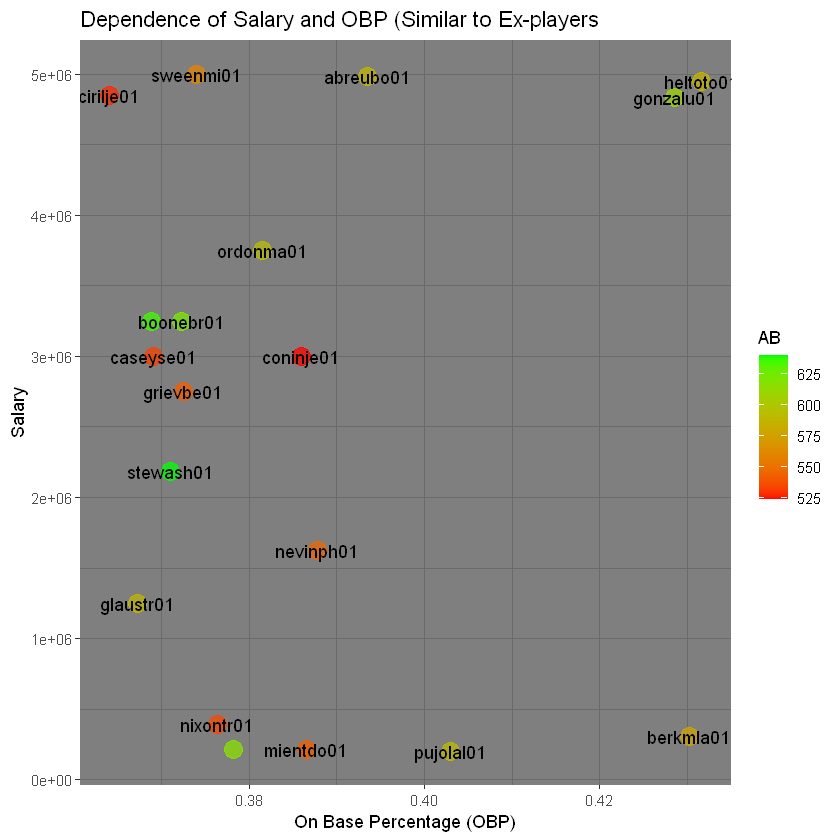 Dependence of Salary and OBP (Similar to Ex-players
5e+06
4e+06
3e+06
2e+06
1e+06
0e+00
Salary
sweenmi01
abreubo01
heltoto01
cirilje01
gonzalu01
ordonma01
boonebr01
caseyse01
coninje01
grievbe01
stewash01
nevinph01
glaustr01
nixontr01
mientdo01
pujolal01
berkmla01
0.38
0.40
0.42
On Base Percentage (OBP)
AB
625
600
575
550
525